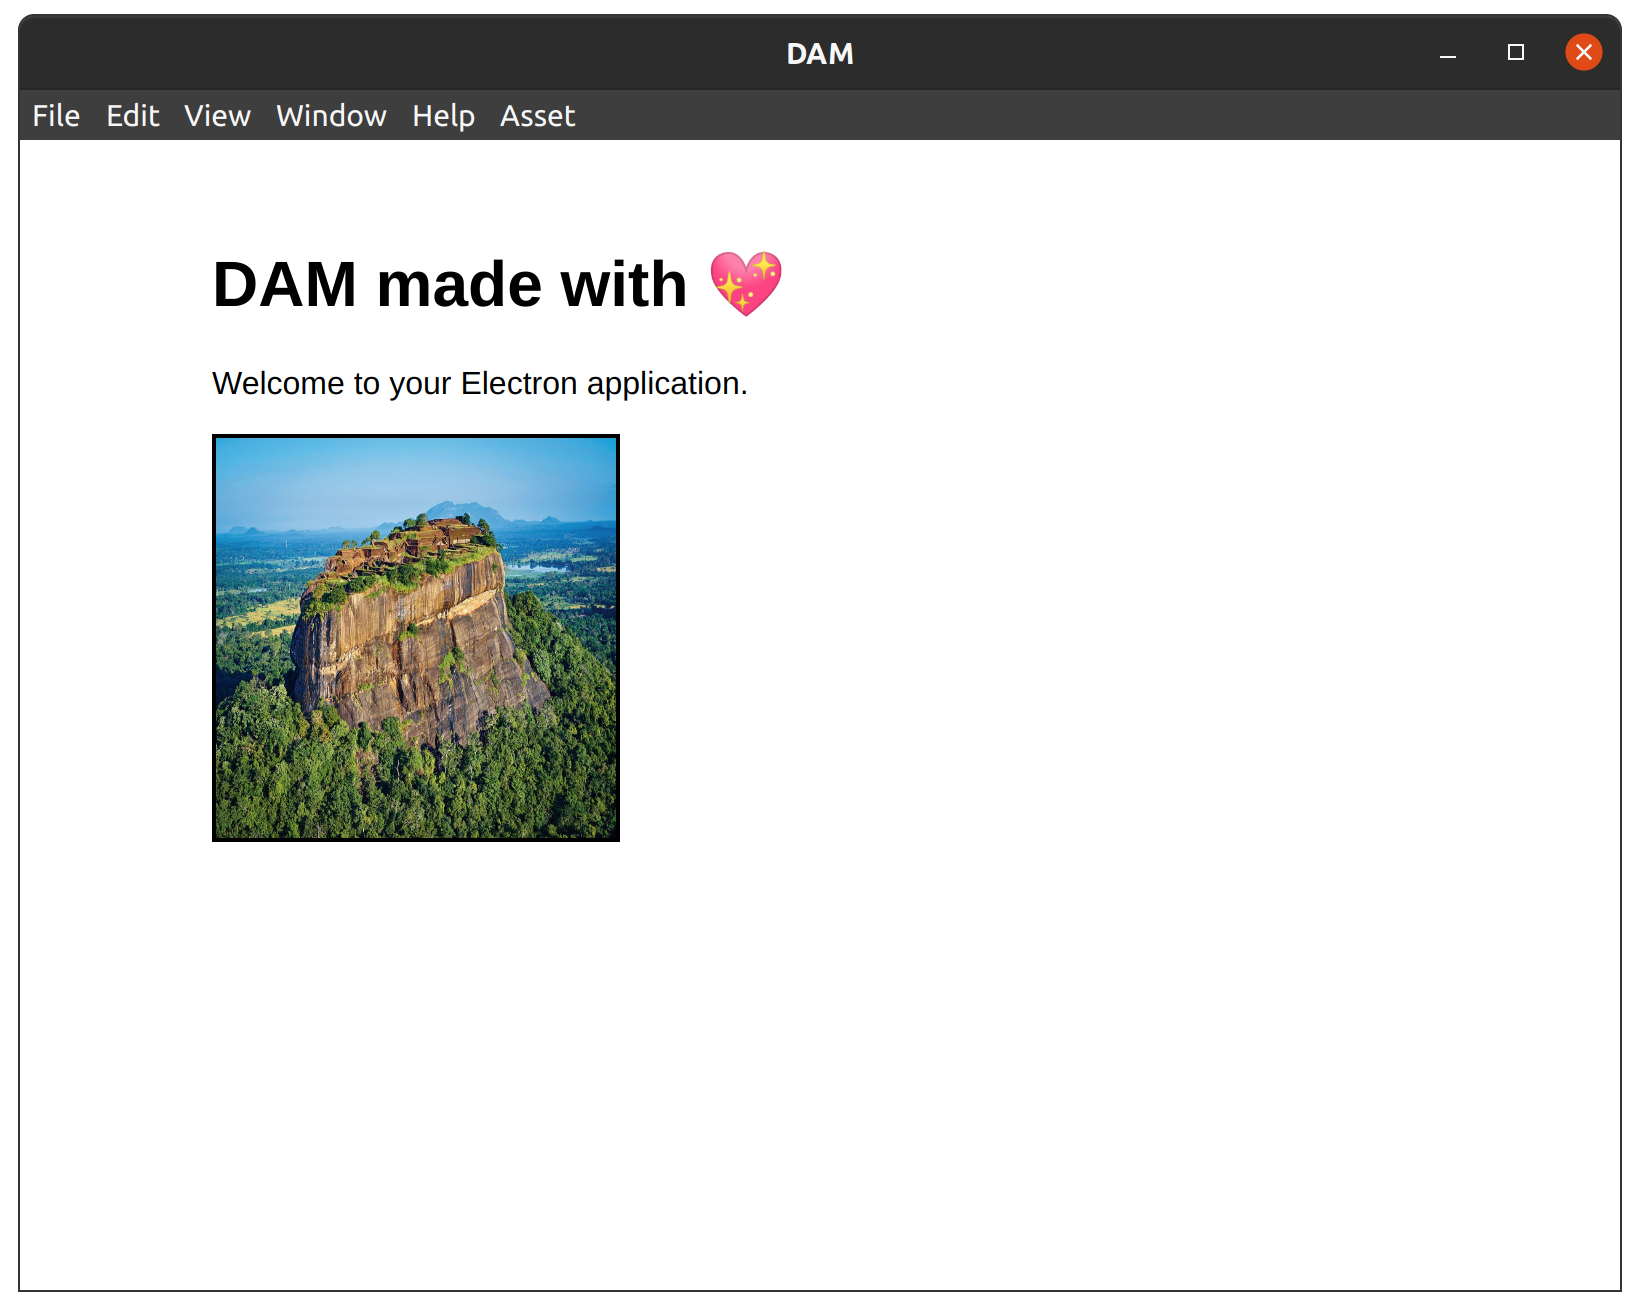 DAM
File Edit View Window Help Asset
DAM made with 💖
Welcome to your Electron application.